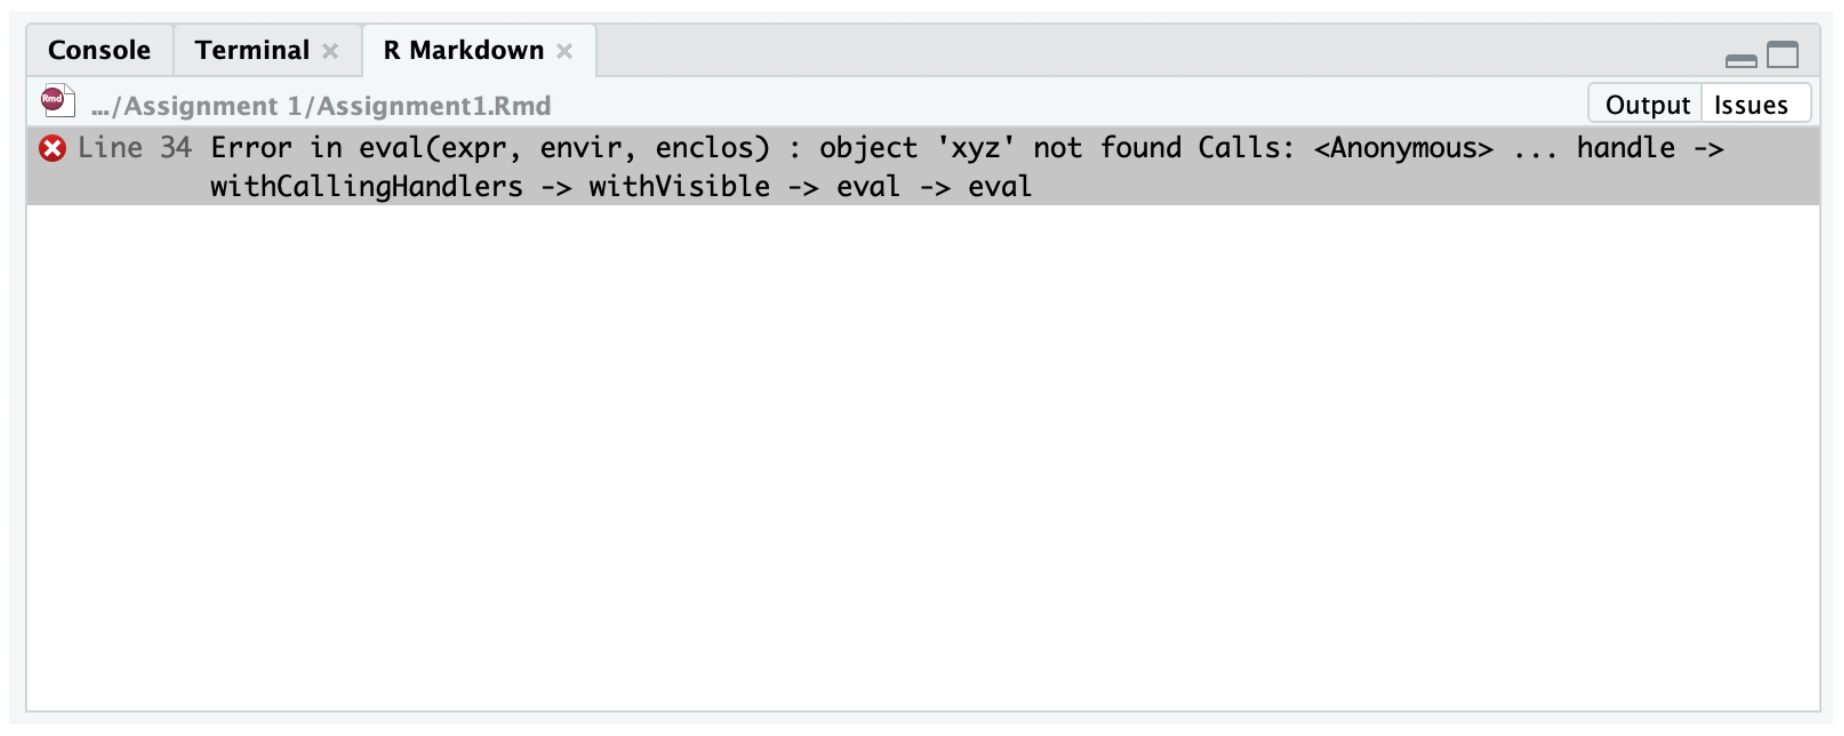 Console Terminal R Markdown
Rmd .../Assignment 1/Assignment1.Rmd Output Issues
Line 34 Error in eval(expr, envir, enclos) : object 'xyz' not found Calls: <Anonymous> ... handle ->
withCallingHandlers -> withVisible -> eval -> eval